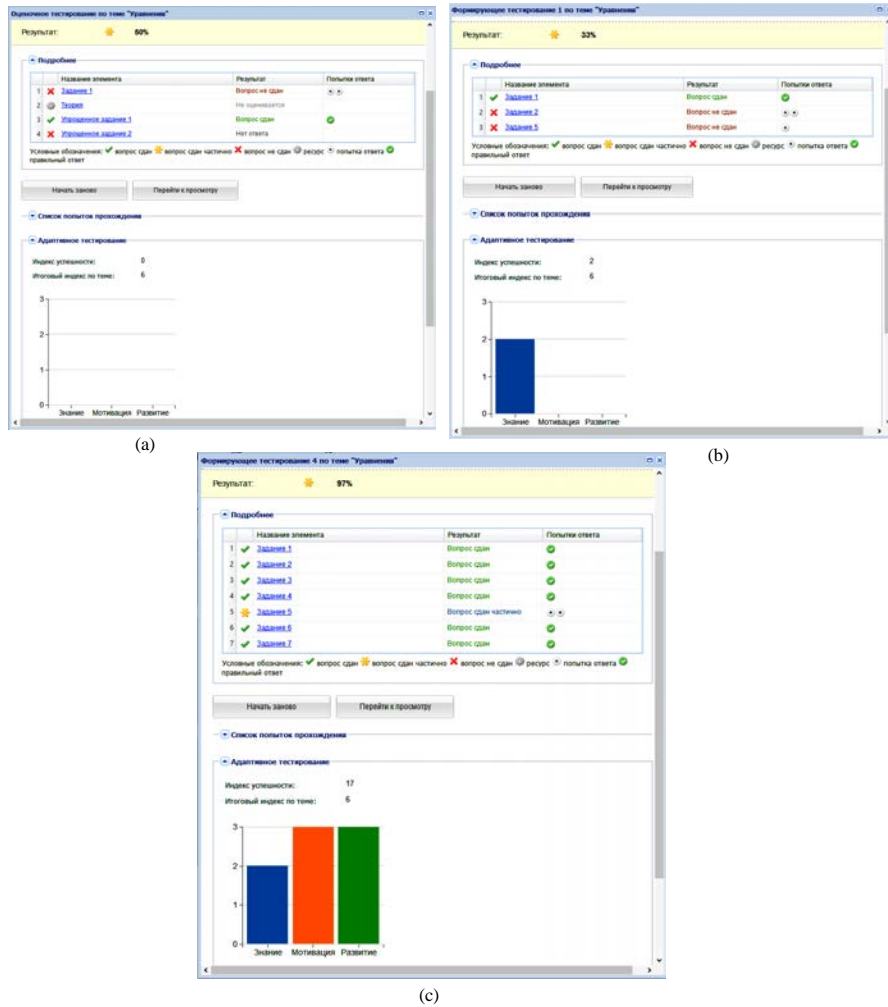 Оценочное тестирование по теме "Уравнения"
Результат: 50%
Подробнее
Название элемента Результат Попытки ответа
1 Задание 1 Вопрос не сдан
2 Теория Не оценивается
3 Упрощенное задание 1 Вопрос сдан
4 Упрощенное задание 2 Нет ответа
Условные обозначения: вопрос сдан вопрос сдан частично вопрос не сдан ресурс попытка ответа
правильный ответ
Начать заново Перейти к просмотру
Список попыток прохождения
Адаптивное тестирование
Индекс успешности: 0
Итоговый индекс по теме: 6
3
2
1
0
Знание Мотивация Развитие
(a)
Формирующее тестирование 1 по теме "Уравнения"
Результат: 33%
Подробнее
Название элемента Результат Попытки ответа
1 Задание 1 Вопрос сдан
2 Задание 2 Вопрос не сдан
3 Задание 5 Вопрос не сдан
Условные обозначения: вопрос сдан вопрос сдан частично вопрос не сдан ресурс попытка ответа
правильный ответ
Начать заново Перейти к просмотру
Список попыток прохождения
Адаптивное тестирование
Индекс успешности: 2
Итоговый индекс по теме: 6
3
2
1
0
Знание Мотивация Развитие
(b)
Формирующее тестирование 4 по теме "Уравнения"
Результат: 97%
Подробнее
Название элемента Результат Попытки ответа
1 Задание 1 Вопрос сдан
2 Задание 2 Вопрос сдан
3 Задание 3 Вопрос сдан
4 Задание 4 Вопрос сдан
5 Задание 5 Вопрос сдан частично
6 Задание 6 Вопрос сдан
7 Задание 7 Вопрос сдан
Условные обозначения: вопрос сдан вопрос сдан частично вопрос не сдан ресурс попытка ответа
правильный ответ
Начать заново Перейти к просмотру
Список попыток прохождения
Адаптивное тестирование
Индекс успешности: 17
Итоговый индекс по теме: 6
3
2
1
0
Знание Мотивация Развитие
(c)